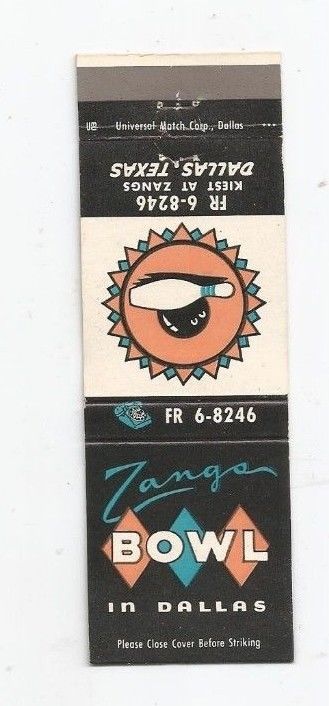 Universal Match Corp., Dallas
FR 6-8246
KIEST AT ZANGS
DALLAS, TEXAS
FR 6-8246
Zangs
BOWL
IN DALLAS
Please Close Cover Before Striking